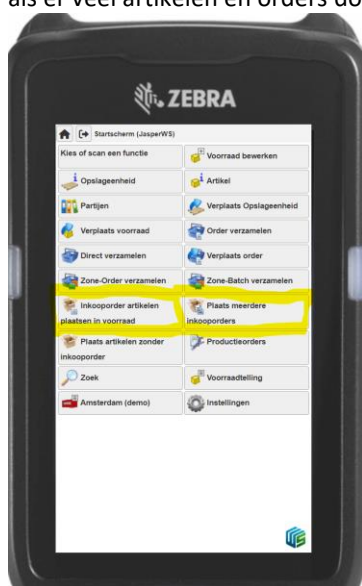 als er veel artikelen en orders do
ZEBRA
Startscherm (JasperWS)
Kies of scan een functie
Voorraad bewerken
Opslageenheid
Artikel
Partijen
Verplaats Opslageenheid
Verplaats voorraad
Order verzamelen
Direct verzamelen
Verplaats order
Zone-Order verzamelen
Zone-Batch verzamelen
Inkooporder artikelen
plaatsen in voorraad
Plaats meerdere
inkooporders
Plaats artikelen zonder
inkooporder
Productieorders
Zoek
Voorraadtelling
Amsterdam (demo)
Instellingen